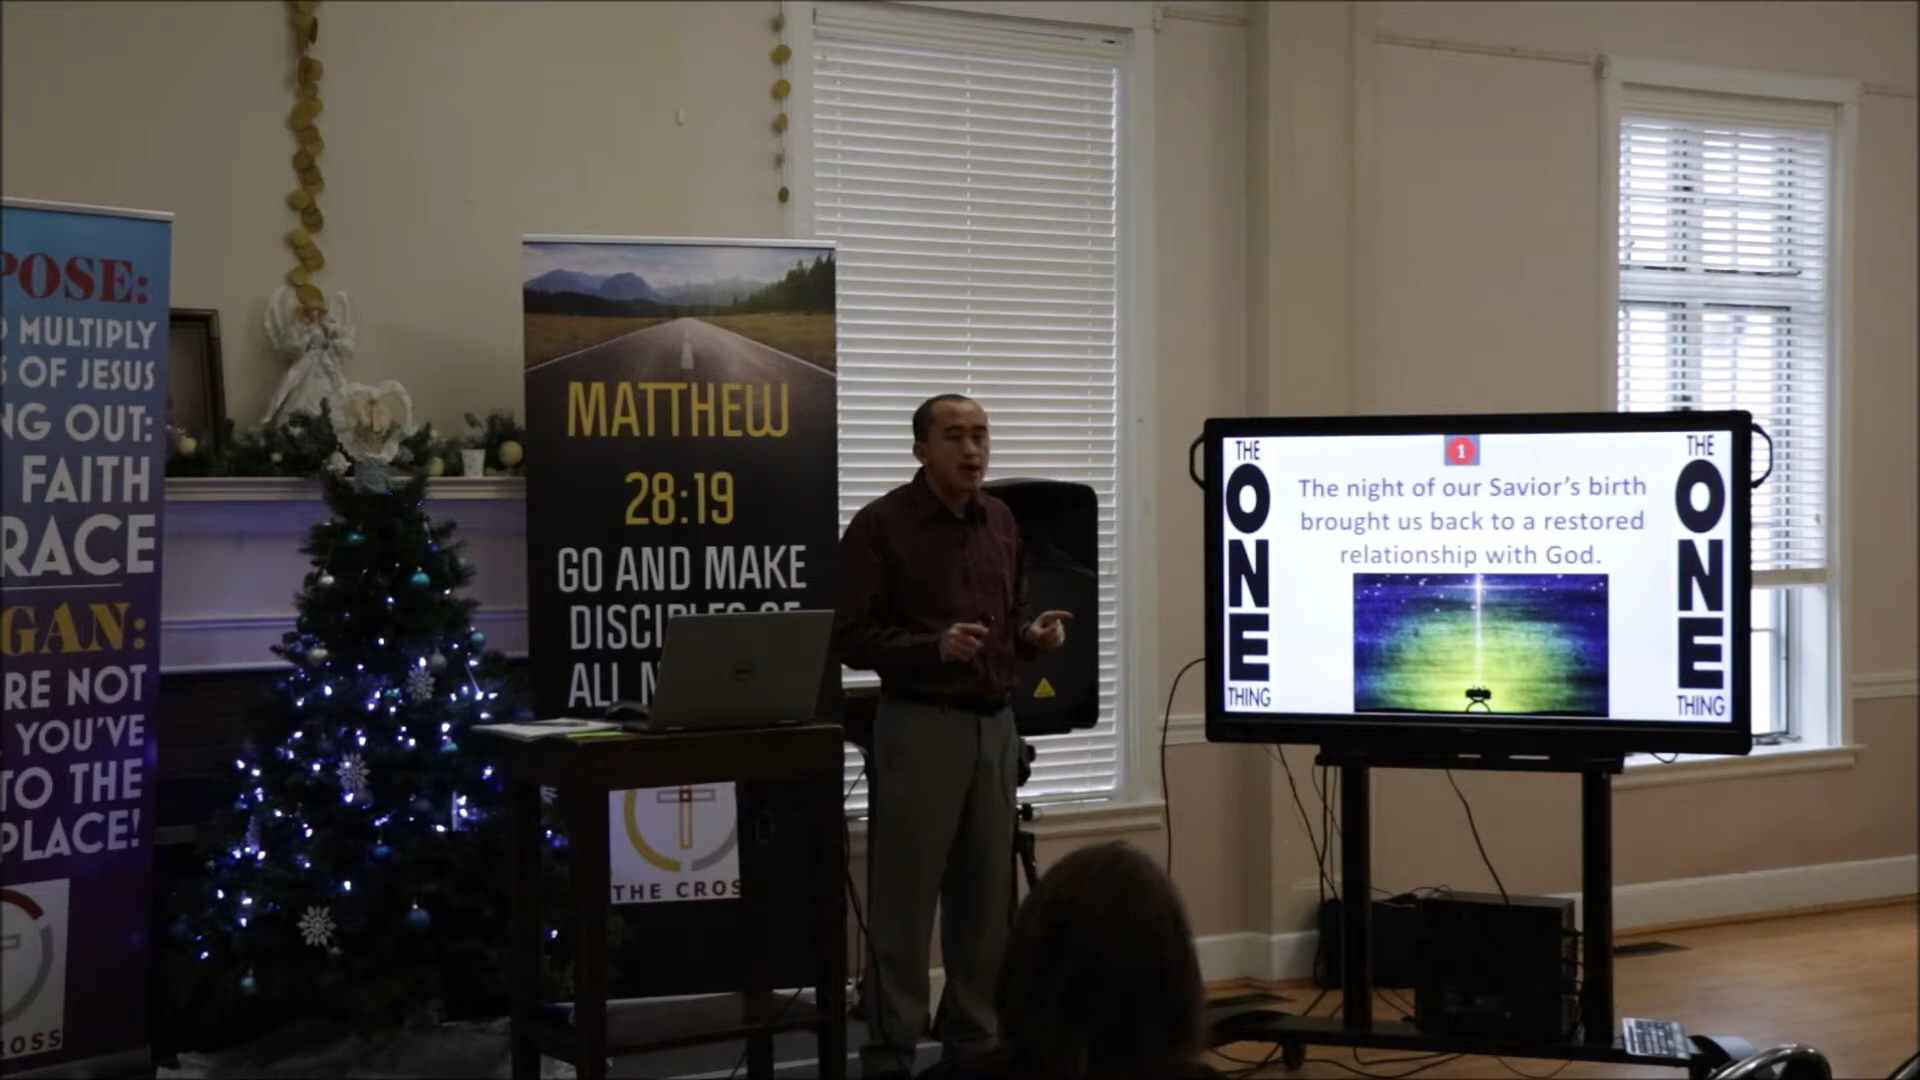 POSE:
MULTIPLY
OF JESUS
NG OUT:
FAITH
RACE
GAN:
RE NOT
YOU'VE
TO THE
PLACE!
ROSS
MATTHEW
28:19
GO AND MAKE
ALL
THE CROS
THE
ONE
THING
1
The night of our Savior's birth
brought us back to a restored
relationship with God.
THE
ONE
THING